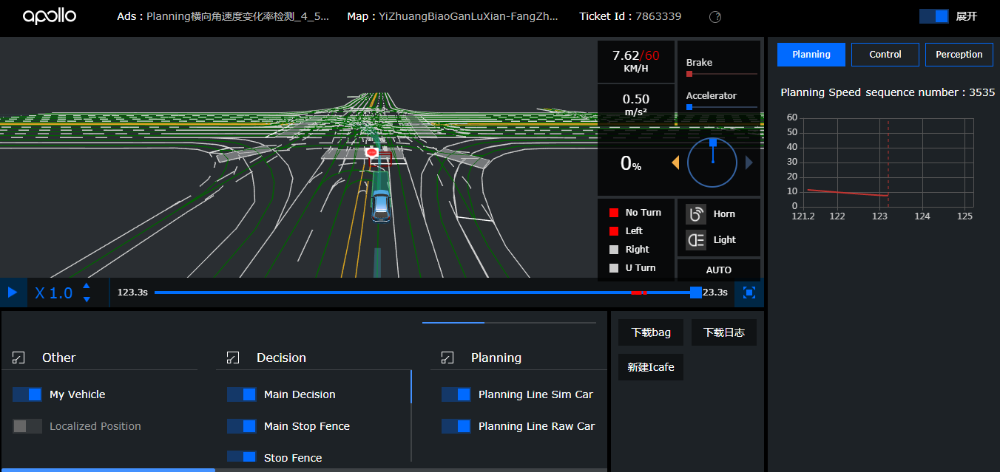 apollo
Ads : Planning横向角速度变化率检测_4_5...
Map : YiZhuangBiaoGanLuXian-FangZh...
Ticket Id : 7863339
?
展开
7.62/60
KM/H
0.50
m/s²
Brake
Accelerator
0%
No Turn
Left
Right
U Turn
Horn
Light
AUTO
Planning
Control
Perception
Planning Speed sequence number : 3535
60
50
40
30
20
10
0
121.2 122 123 124 125
X 1.0
123.3s
23.3s
Other
My Vehicle
Localized Position
Decision
Main Decision
Main Stop Fence
Stop Fence
Planning
Planning Line Sim Car
Planning Line Raw Car
下载bag
下载日志
新建Icafe